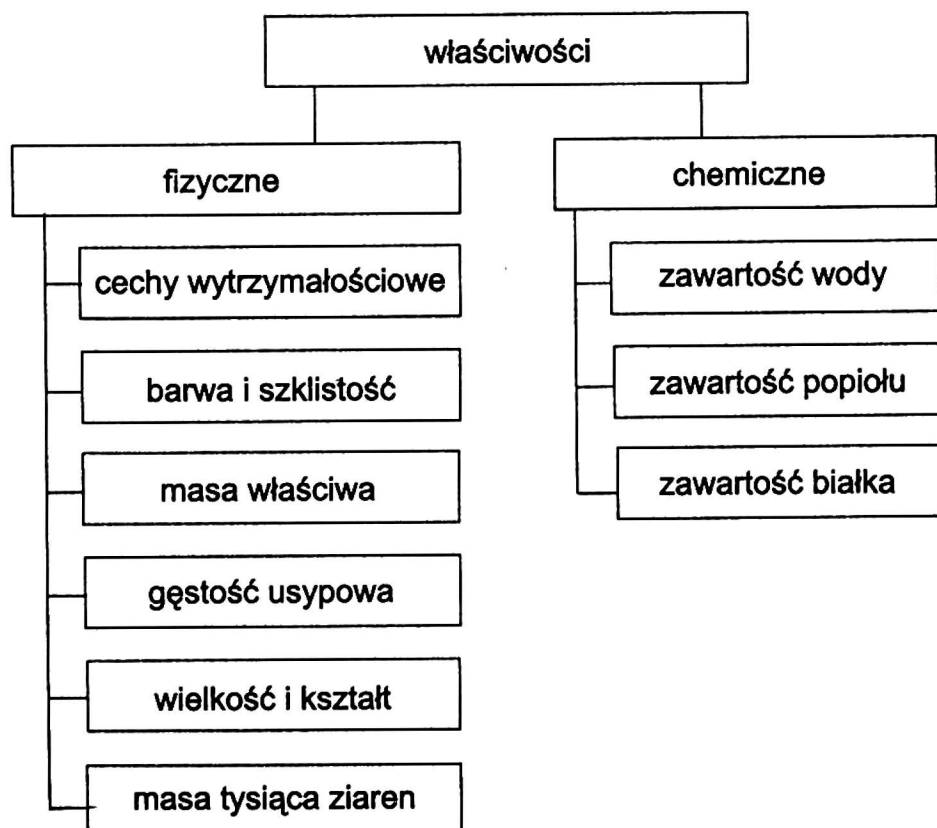 właściwości
fizyczne
cechy wytrzymałościowe
barwa i szklistość
masa właściwa
gęstość usypowa
wielkość i kształt
masa tysiąca ziaren
chemiczne
zawartość wody
zawartość popiołu
zawartość białka